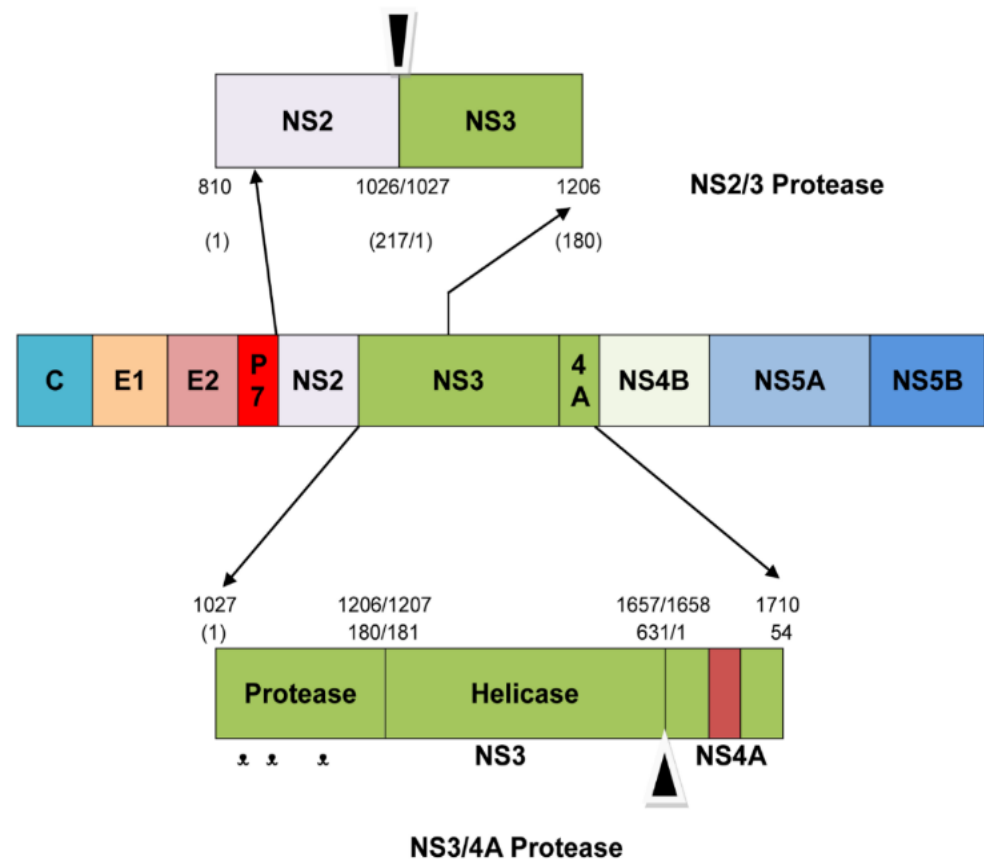 NS2 NS3
810 1026/1027 1206
NS2/3 Protease
(1) (217/1) (180)
C E1 E2 P7 NS2 NS3 4A NS4B NS5A NS5B
1027 1206/1207 1657/1658 1710
(1) 180/181 631/1 54
Protease Helicase
NS3 NS4A
NS3/4A Protease